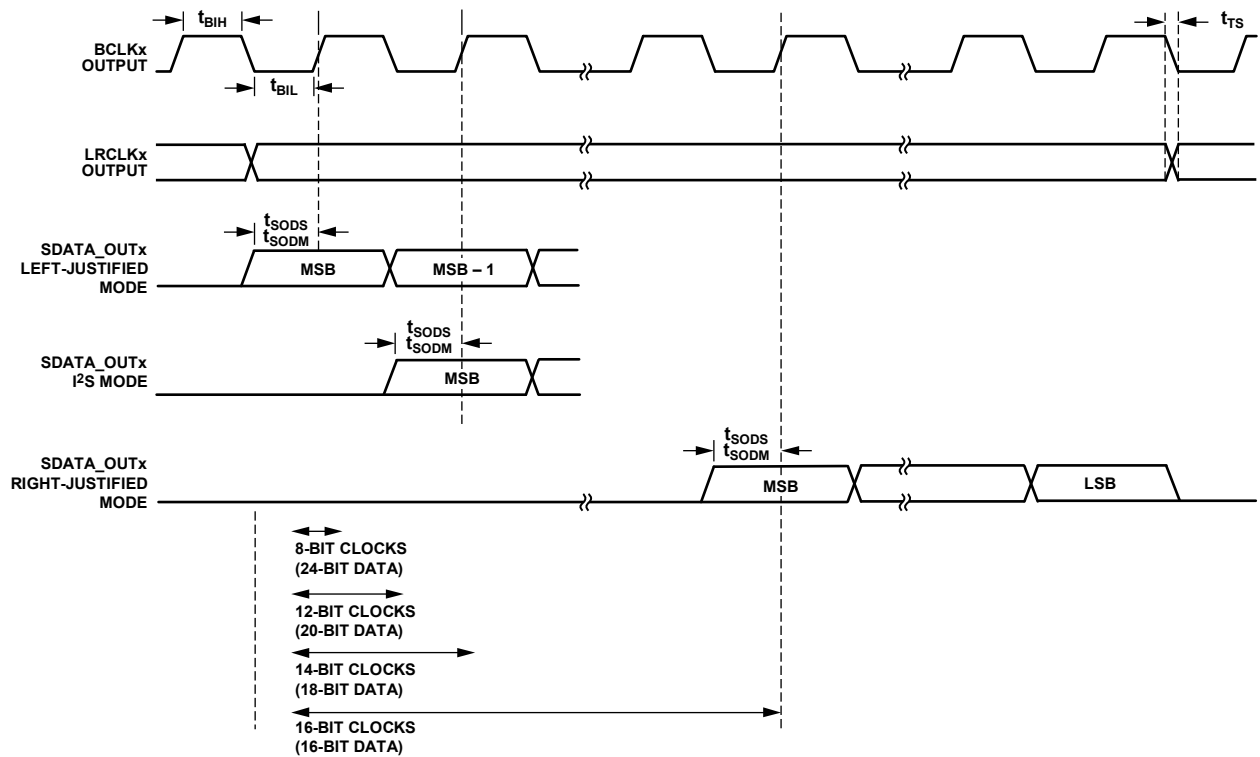 tBIH
tTS
BCLKx
OUTPUT
tBIL
LRCLKx
OUTPUT
tSODS
tSODM
SDATA_OUTx
LEFT-JUSTIFIED
MODE
MSB
MSB – 1
tSODS
tSODM
SDATA_OUTx
I2S MODE
MSB
tSODS
tSODM
SDATA_OUTx
RIGHT-JUSTIFIED
MODE
MSB
LSB
8-BIT CLOCKS
(24-BIT DATA)
12-BIT CLOCKS
(20-BIT DATA)
14-BIT CLOCKS
(18-BIT DATA)
16-BIT CLOCKS
(16-BIT DATA)